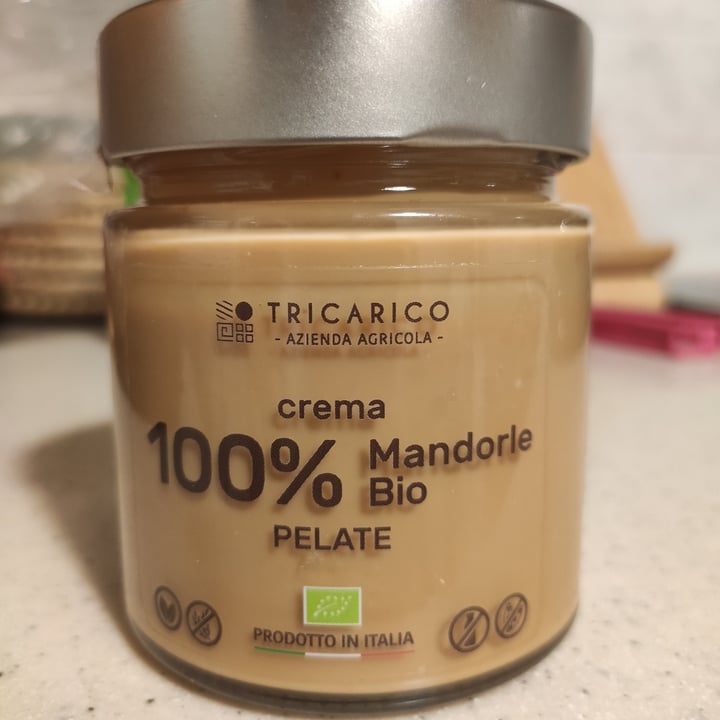 TRICARICO
- AZIENDA AGRICOLA -
crema
100% Mandorle
Bio
PELATE
PRODOTTO IN ITALIA